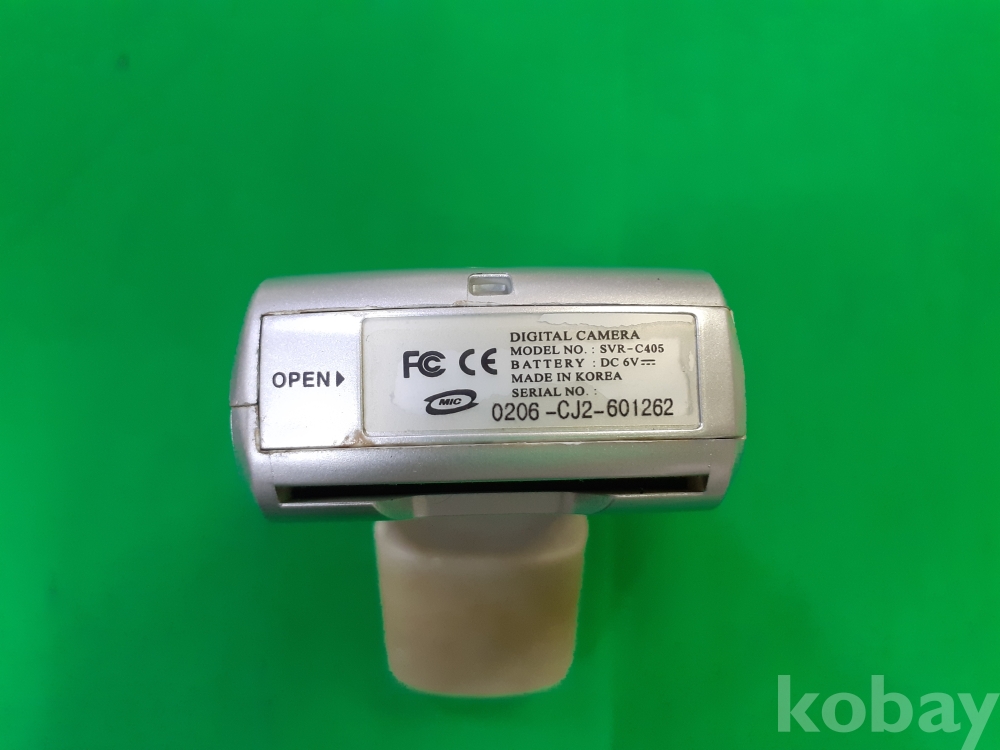 OPEN
FC CE
MIC
DIGITAL CAMERA
MODEL NO. : SVR-C405
BATTERY : DC 6V
MADE IN KOREA
SERIAL NO. :
0206-CJ2-601262
kobay